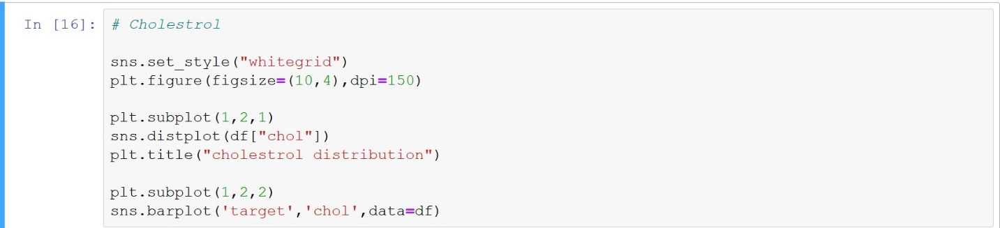 In [16]: # Cholestrol
sns.set_style("whitegrid")
plt.figure(figsize=(10,4),dpi=150)
plt.subplot(1,2,1)
sns.distplot(df["chol"])
plt.title("cholestrol distribution")
plt.subplot(1,2,2)
sns.barplot('target','chol',data=df)